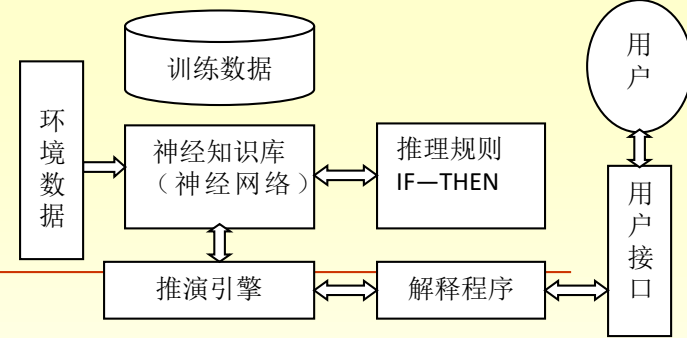 训练数据
用
户
环
境
数
据
神经知识库
（神经网络）
推理规则
IF—THEN
用
户
接
口
推演引擎
解释程序